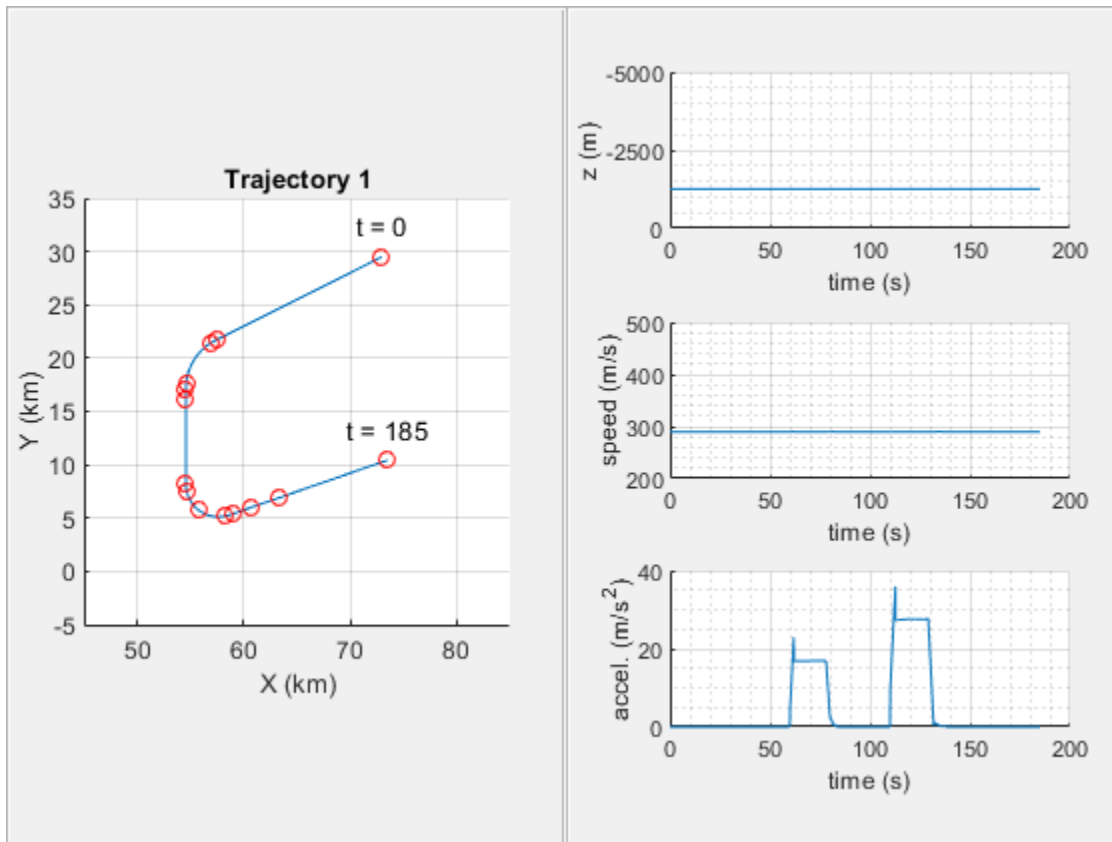 Trajectory 1
35
30
25
20
15
10
5
0
-5
Y (km)
t = 0
t = 185
50 60 70 80
X (km)
-5000
-2500
0
z (m)
0 50 100 150 200
time (s)
500
400
300
200
speed (m/s)
0 50 100 150 200
time (s)
40
20
0
accel. (m/s²)
0 50 100 150 200
time (s)